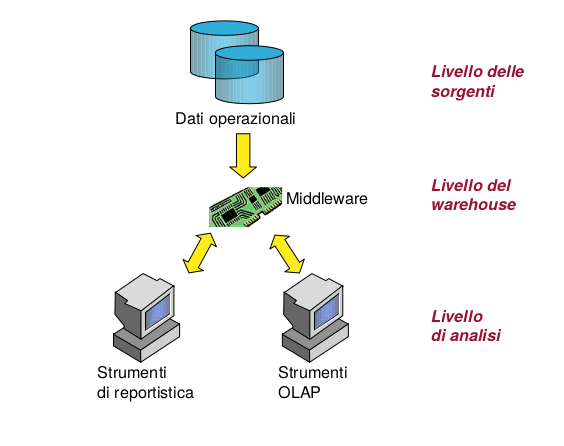 Livello delle
sorgenti
Dati operazionali
Livello del
warehouse
Middleware
Livello
di analisi
Strumenti
di reportistica
Strumenti
OLAP